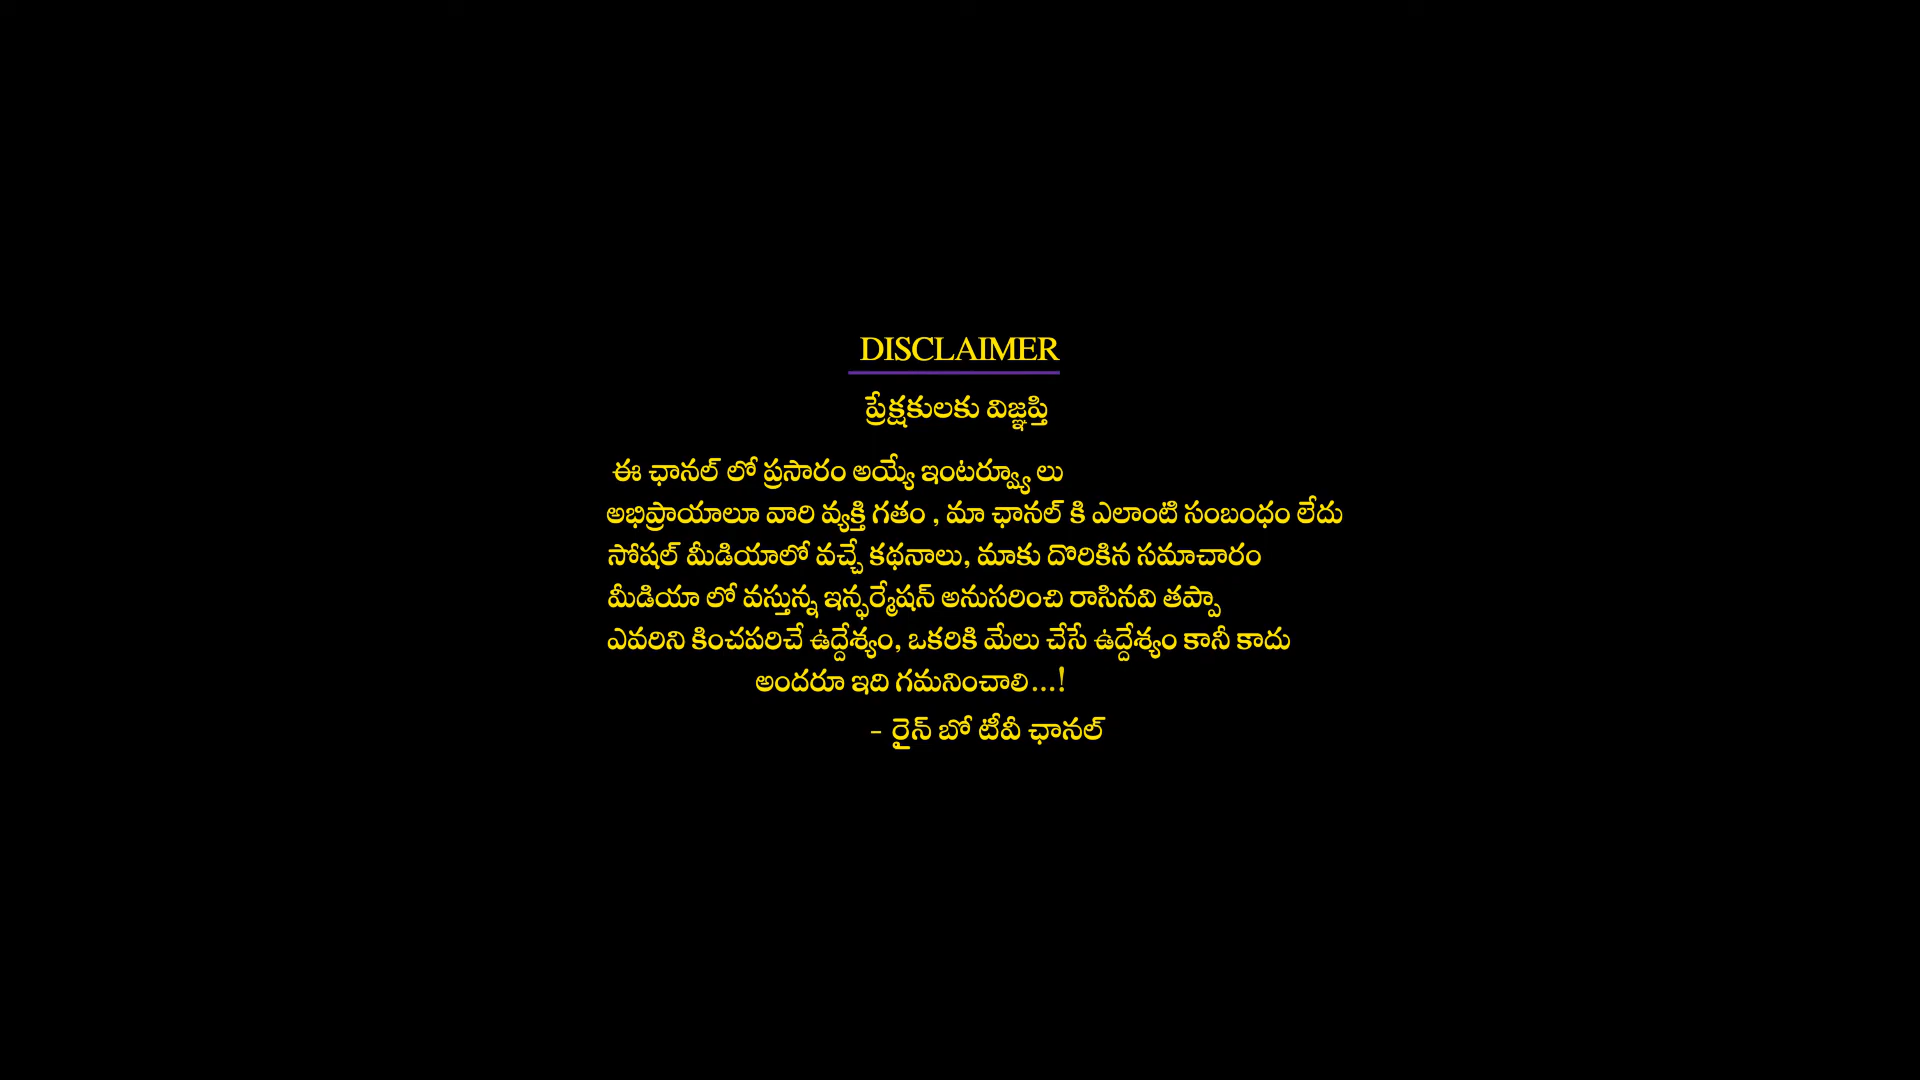 DISCLAIMER
ప్రేక్షకులకు విజ్ఞప్తి
ఈ ఛానల్ లో ప్రసారం అయ్యే ఇంటర్వ్యూ లు
అభిప్రాయాలూ వారి వ్యక్తి గతం , మా ఛానల్ కి ఎలాంటి సంబంధం లేదు
సోషల్ మీడియాలో వచ్చే కథనాలు, మాకు దొరికిన సమాచారం
మీడియా లో వస్తున్న ఇన్ఫర్మేషన్ అనుసరించి రాసినవి తప్పా
ఎవరిని కించపరిచే ఉద్దేశ్యం, ఒకరికి మేలు చేసే ఉద్దేశ్యం కానీ కాదు
అందరూ ఇది గమనించాలి...!
- రైన్ బో టీవీ ఛానల్